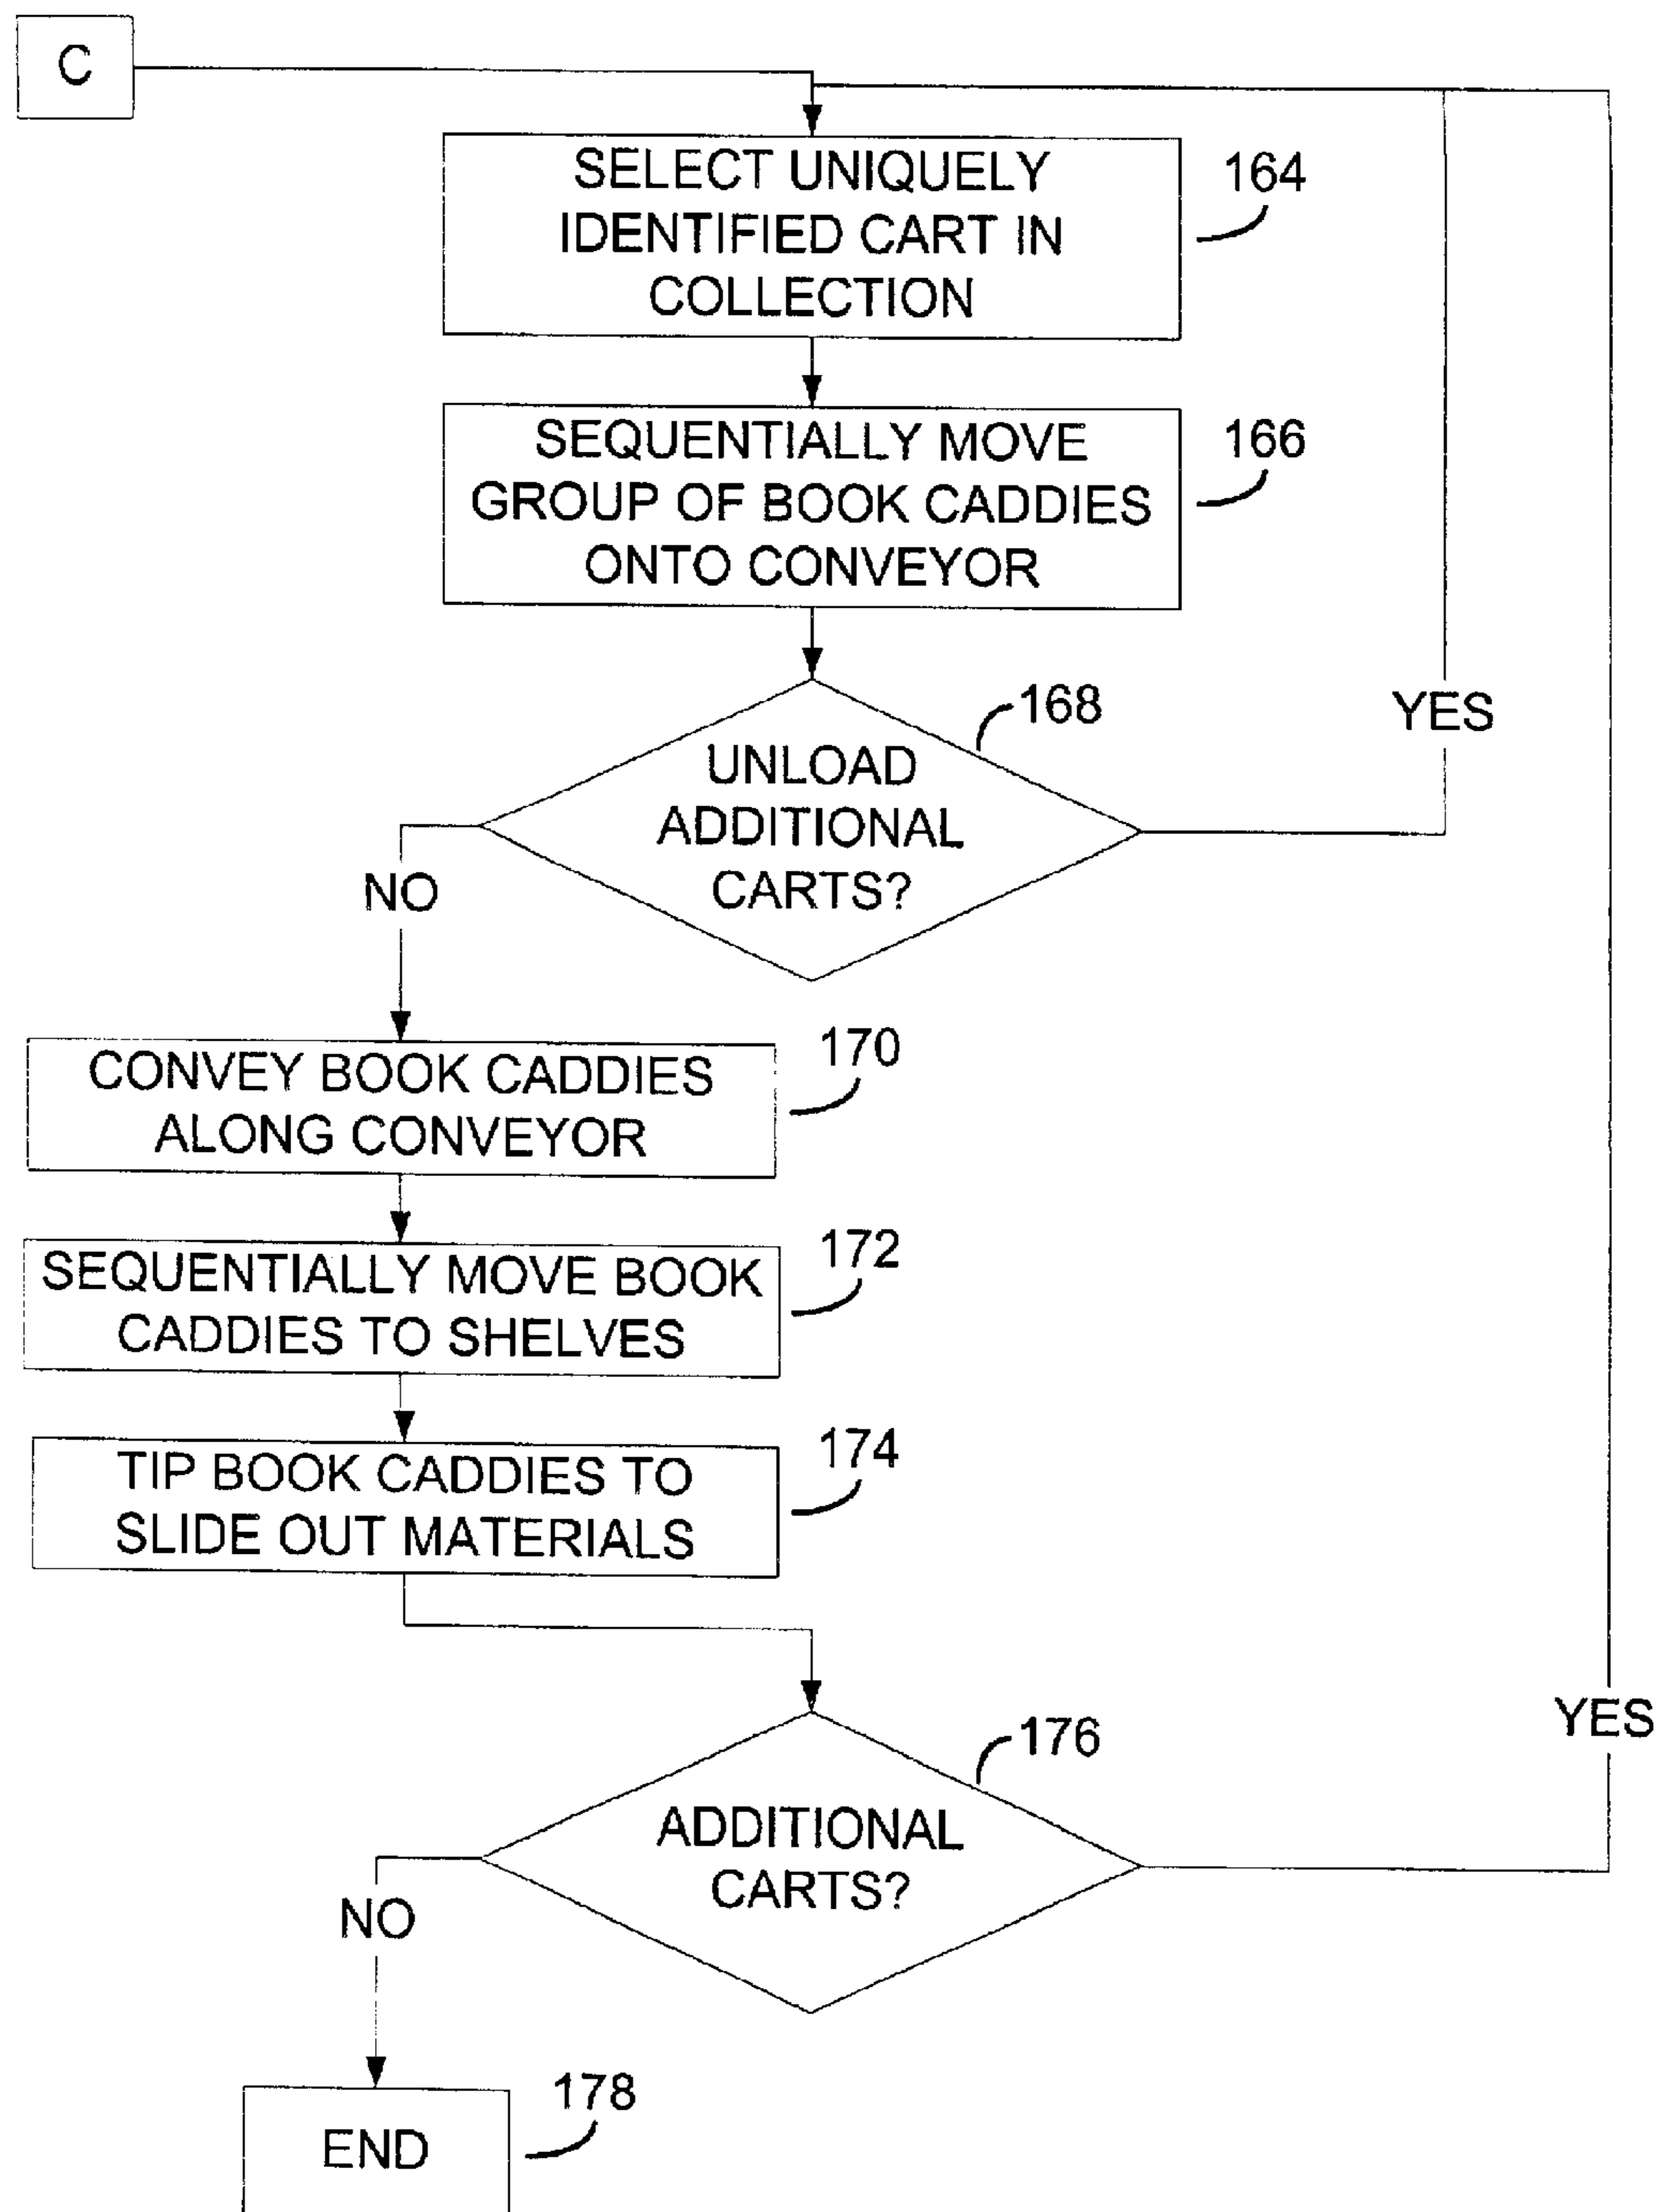 C
SELECT UNIQUELY
IDENTIFIED CART IN
COLLECTION
164
SEQUENTIALLY MOVE
GROUP OF BOOK CADDIES
ONTO CONVEYOR
166
168
UNLOAD
ADDITIONAL
CARTS?
YES
NO
CONVEY BOOK CADDIES
ALONG CONVEYOR
170
SEQUENTIALLY MOVE BOOK
CADDIES TO SHELVES
172
TIP BOOK CADDIES TO
SLIDE OUT MATERIALS
174
176
ADDITIONAL
CARTS?
YES
NO
END
178